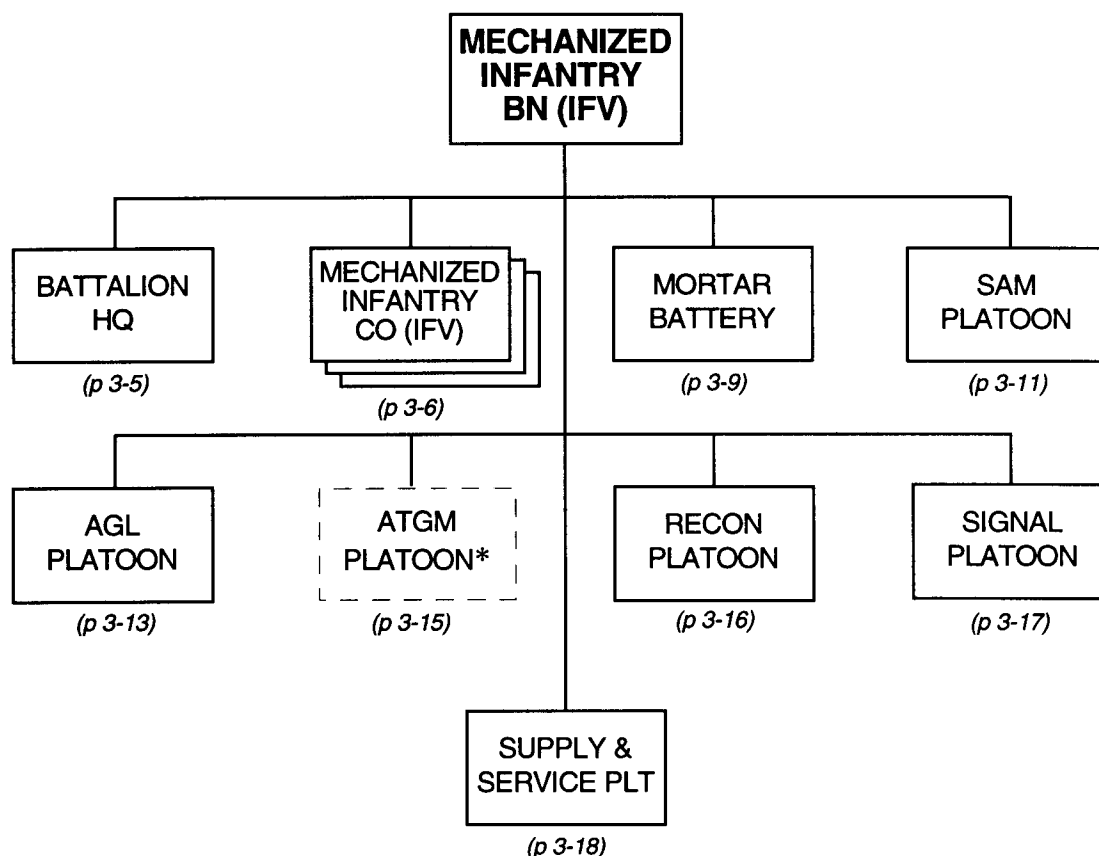 MECHANIZED
INFANTRY
BN (IFV)
BATTALION
HQ
(p 3-5)
MECHANIZED
INFANTRY
CO (IFV)
(p 3-6)
MORTAR
BATTERY
(p 3-9)
SAM
PLATOON
(p 3-11)
AGL
PLATOON
(p 3-13)
ATGM
PLATOON*
(p 3-15)
RECON
PLATOON
(p 3-16)
SIGNAL
PLATOON
(p 3-17)
SUPPLY &
SERVICE PLT
(p 3-18)